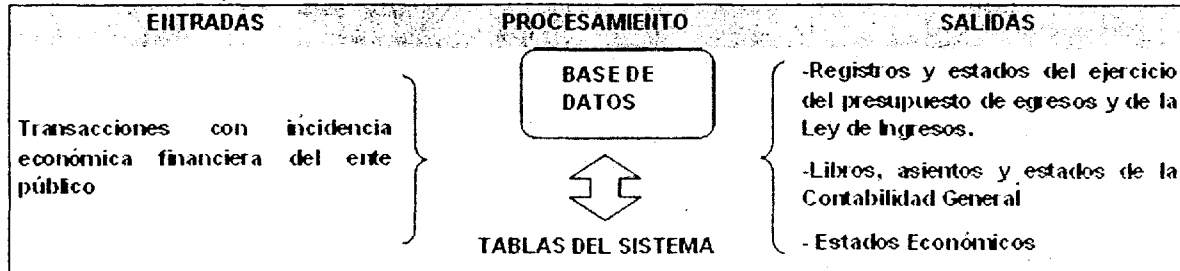 ENTRADAS PROCESAMIENTO SALIDAS
Transacciones con incidencia
económica financiera del ente
público
BASE DE
DATOS
TABLAS DEL SISTEMA
-Registros y estados del ejercicio
del presupuesto de egresos y de la
Ley de Ingresos.
-Libros, asientos y estados de la
Contabilidad General
- Estados Económicos